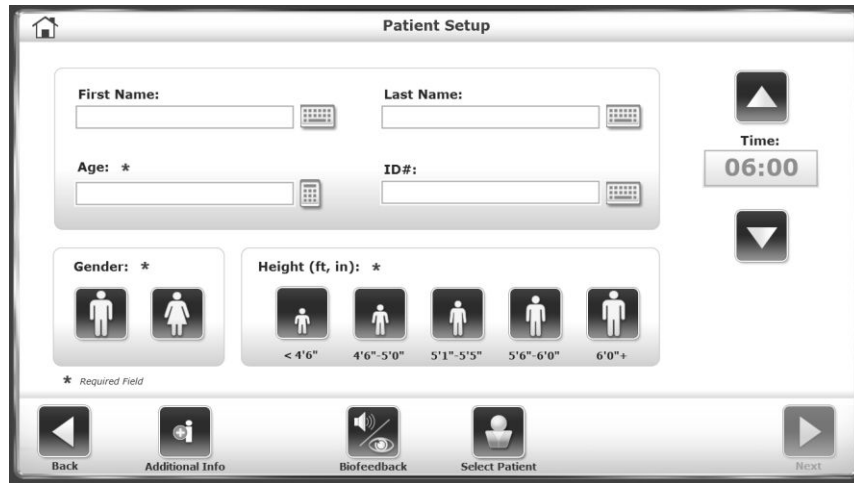 Patient Setup
First Name:
Last Name:
Time:
06:00
Age: *
ID#:
Gender: *
Height (ft, in): *
< 4'6"
4'6"-5'0"
5'1"-5'5"
5'6"-6'0"
6'0"+
* Required Field
Back
Additional Info
Biofeedback
Select Patient
Next